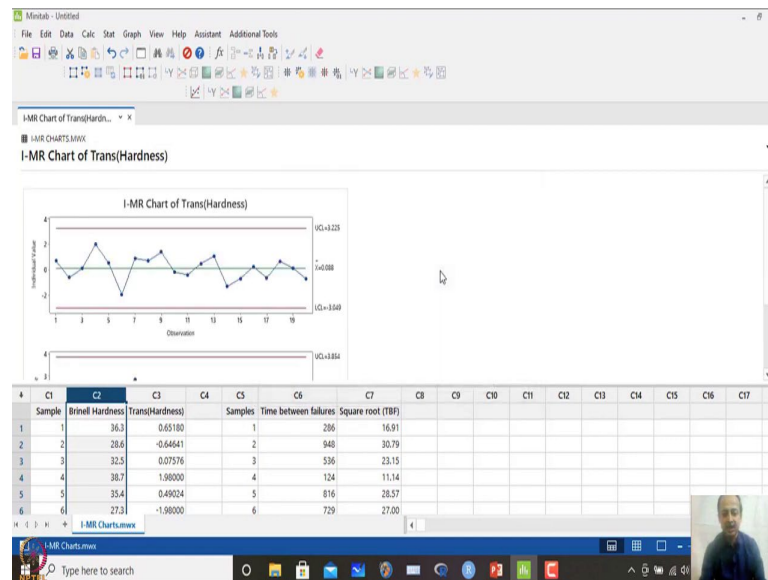 Minitab - Untitled
File Edit Data Calc Stat Graph View Help Assistant Additional Tools
I-MR Chart of Trans(Hardn...
I-MR CHARTS.MWX
I-MR Chart of Trans(Hardness)
I-MR Chart of Trans(Hardness)
Individual Value
4
2
0
-2
UCL=3.225
X̄=0.088
LCL=-3.049
1 3 5 7 9 11 13 15 17 19
Observation
4
3
UCL=3.854
C1 C2 C3 C4 C5 C6 C7 C8 C9 C10 C11 C12 C13 C14 C15 C16 C17
Sample Brinell Hardness Trans(Hardness) Samples Time between failures Square root (TBF)
1 1 36.3 0.65180 1 286 16.91
2 2 28.6 -0.64641 2 948 30.79
3 3 32.5 0.07576 3 536 23.15
4 4 38.7 1.98000 4 124 11.14
5 5 35.4 0.49024 5 816 28.57
6 6 27.3 -1.98000 6 729 27.00
I-MR Charts.mwx
I-MR Charts.mwx
NPTEL
Type here to search